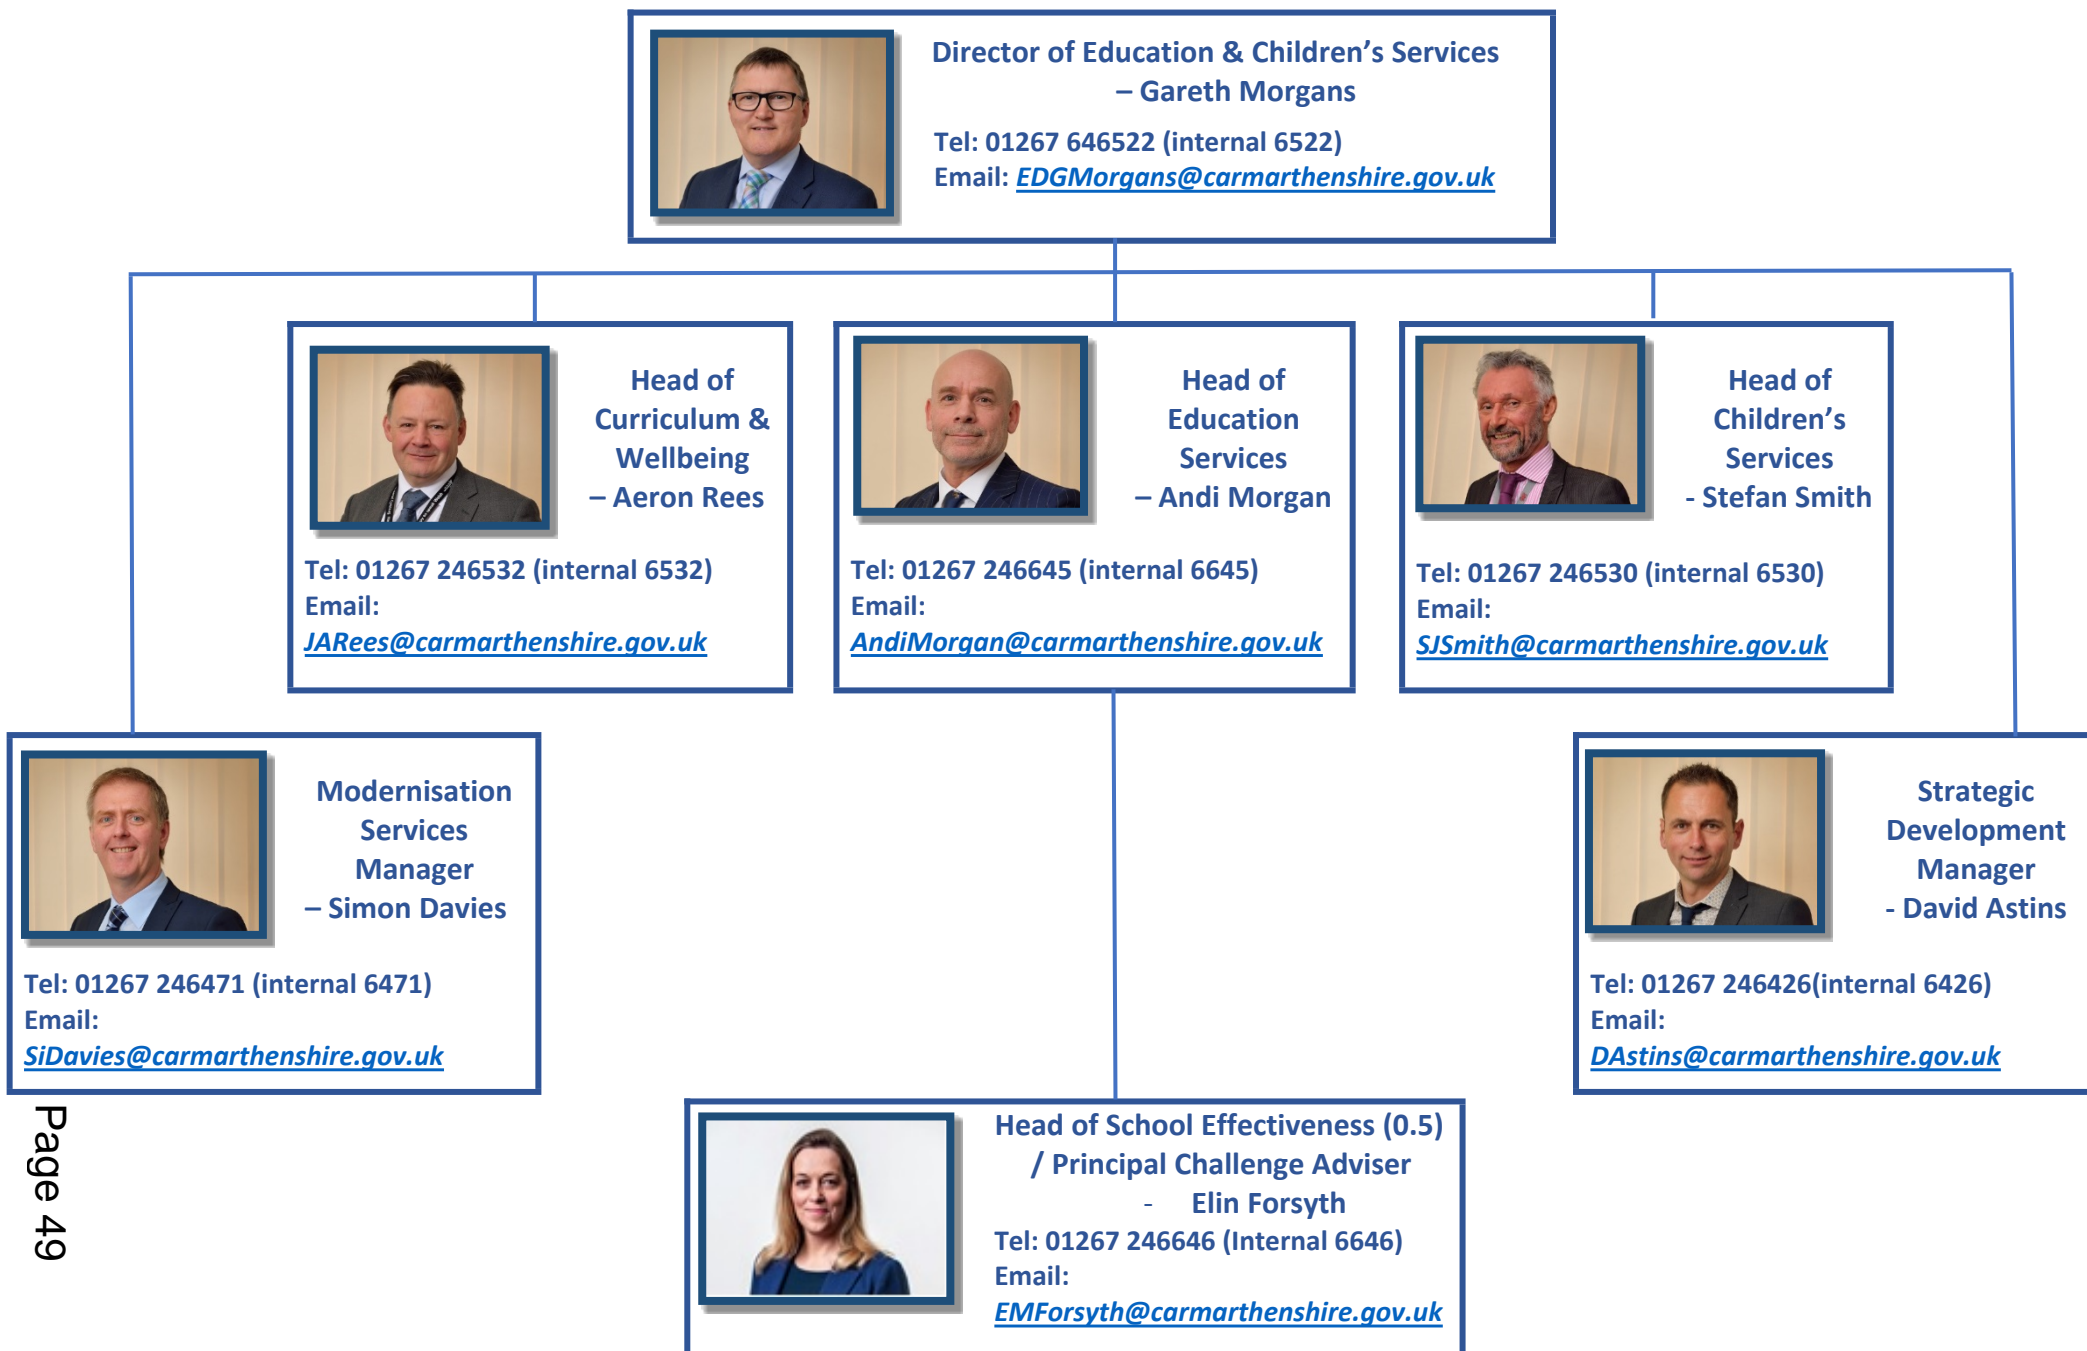 Director of Education & Children’s Services
– Gareth Morgans
Tel: 01267 646522 (internal 6522)
Email: EDGMorgans@carmarthenshire.gov.uk
Head of
Curriculum &
Wellbeing
– Aeron Rees
Tel: 01267 246532 (internal 6532)
Email:
JARees@carmarthenshire.gov.uk
Head of
Education
Services
– Andi Morgan
Tel: 01267 246645 (internal 6645)
Email:
AndiMorgan@carmarthenshire.gov.uk
Head of
Children’s
Services
- Stefan Smith
Tel: 01267 246530 (internal 6530)
Email:
SJSmith@carmarthenshire.gov.uk
Modernisation
Services
Manager
– Simon Davies
Tel: 01267 246471 (internal 6471)
Email:
SiDavies@carmarthenshire.gov.uk
Strategic
Development
Manager
- David Astins
Tel: 01267 246426(internal 6426)
Email:
DAstins@carmarthenshire.gov.uk
Head of School Effectiveness (0.5)
/ Principal Challenge Adviser
- Elin Forsyth
Tel: 01267 246646 (Internal 6646)
Email:
EMForsyth@carmarthenshire.gov.uk
Page 49